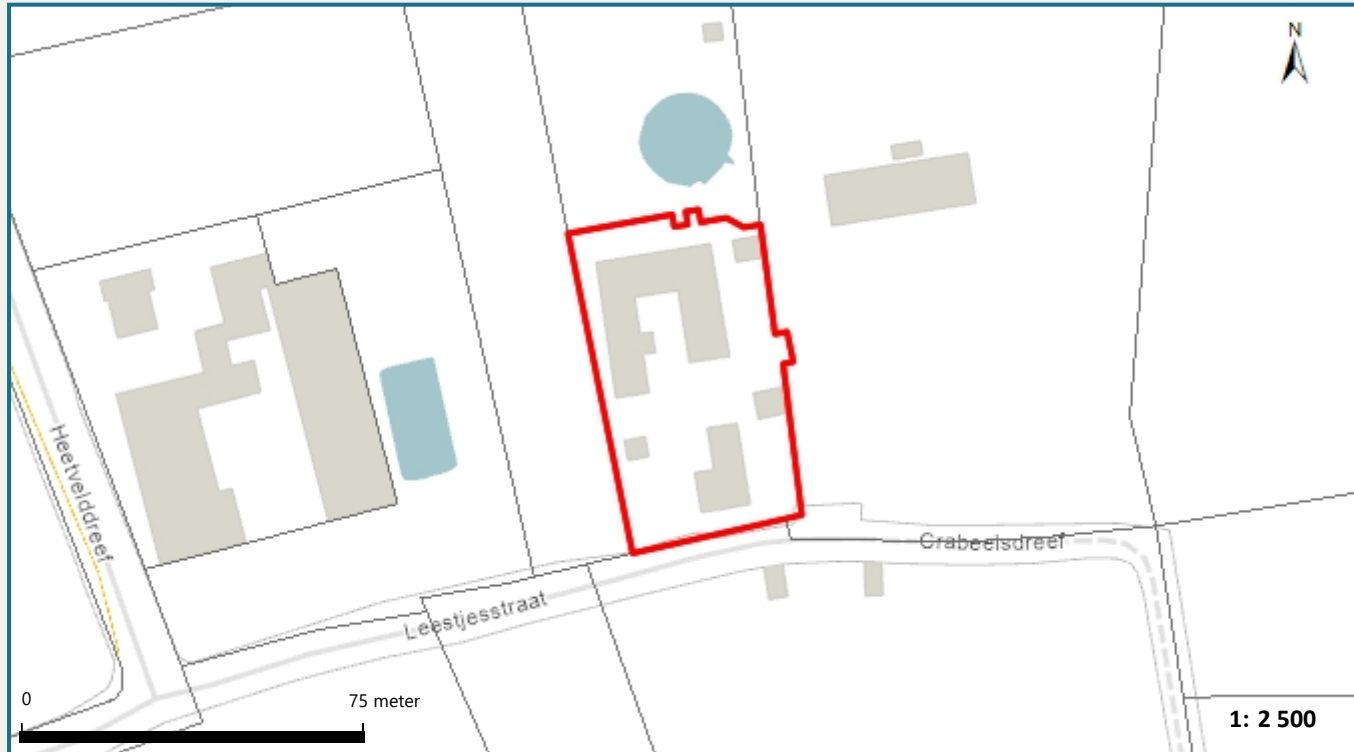 N
Heetvelddreef
Crabeelsdreef
Leestjesstraat
0
75 meter
1: 2 500